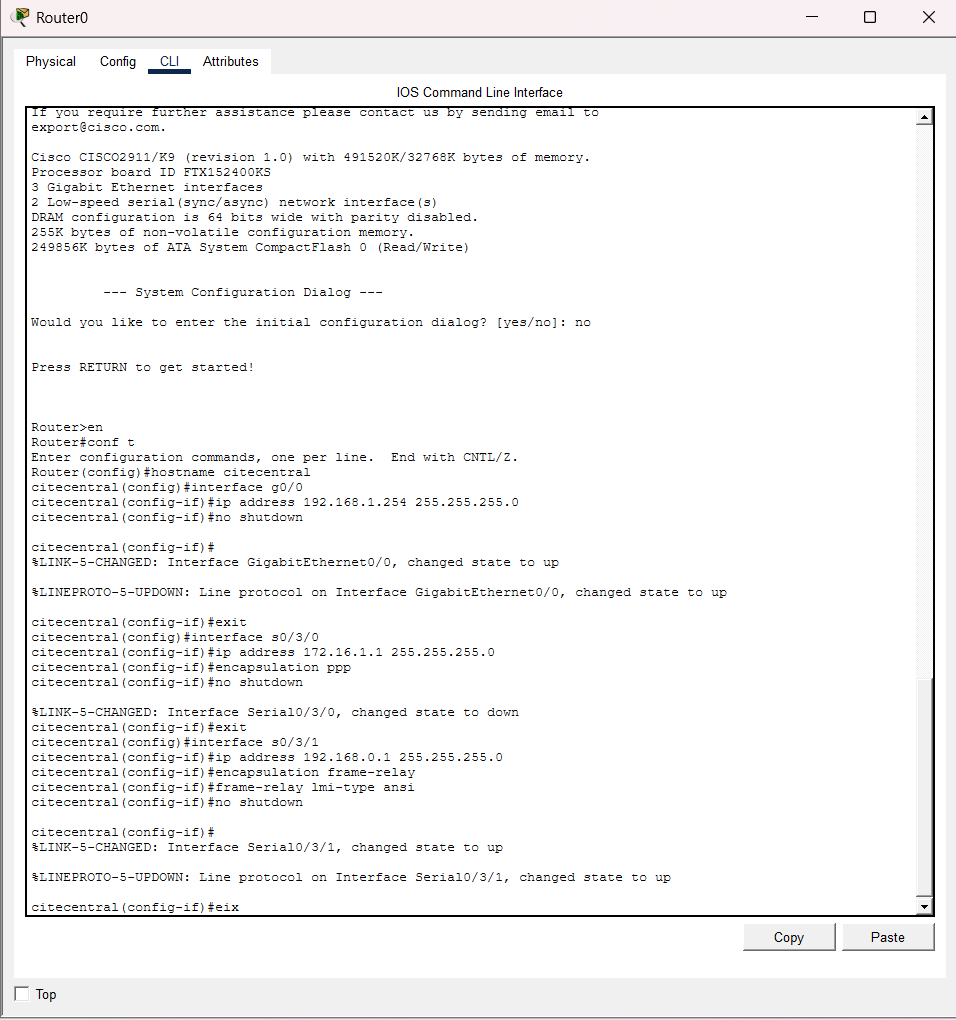 Router0
Physical Config CLI Attributes
IOS Command Line Interface
If you require further assistance please contact us by sending email to
export@cisco.com.
Cisco CISCO2911/K9 (revision 1.0) with 491520K/32768K bytes of memory.
Processor board ID FTX152400KS
3 Gigabit Ethernet interfaces
2 Low-speed serial(sync/async) network interface(s)
DRAM configuration is 64 bits wide with parity disabled.
255K bytes of non-volatile configuration memory.
249856K bytes of ATA System CompactFlash 0 (Read/Write)
--- System Configuration Dialog ---
Would you like to enter the initial configuration dialog? [yes/no]: no
Press RETURN to get started!
Router>en
Router#conf t
Enter configuration commands, one per line.  End with CNTL/Z.
Router(config)#hostname citecentral
citecentral(config)#interface g0/0
citecentral(config-if)#ip address 192.168.1.254 255.255.255.0
citecentral(config-if)#no shutdown
citecentral(config-if)#
%LINK-5-CHANGED: Interface GigabitEthernet0/0, changed state to up
%LINEPROTO-5-UPDOWN: Line protocol on Interface GigabitEthernet0/0, changed state to up
citecentral(config-if)#exit
citecentral(config)#interface s0/3/0
citecentral(config-if)#ip address 172.16.1.1 255.255.255.0
citecentral(config-if)#encapsulation ppp
citecentral(config-if)#no shutdown
%LINK-5-CHANGED: Interface Serial0/3/0, changed state to down
citecentral(config-if)#exit
citecentral(config)#interface s0/3/1
citecentral(config-if)#ip address 192.168.0.1 255.255.255.0
citecentral(config-if)#encapsulation frame-relay
citecentral(config-if)#frame-relay lmi-type ansi
citecentral(config-if)#no shutdown
citecentral(config-if)#
%LINK-5-CHANGED: Interface Serial0/3/1, changed state to up
%LINEPROTO-5-UPDOWN: Line protocol on Interface Serial0/3/1, changed state to up
citecentral(config-if)#eix
Copy Paste
Top